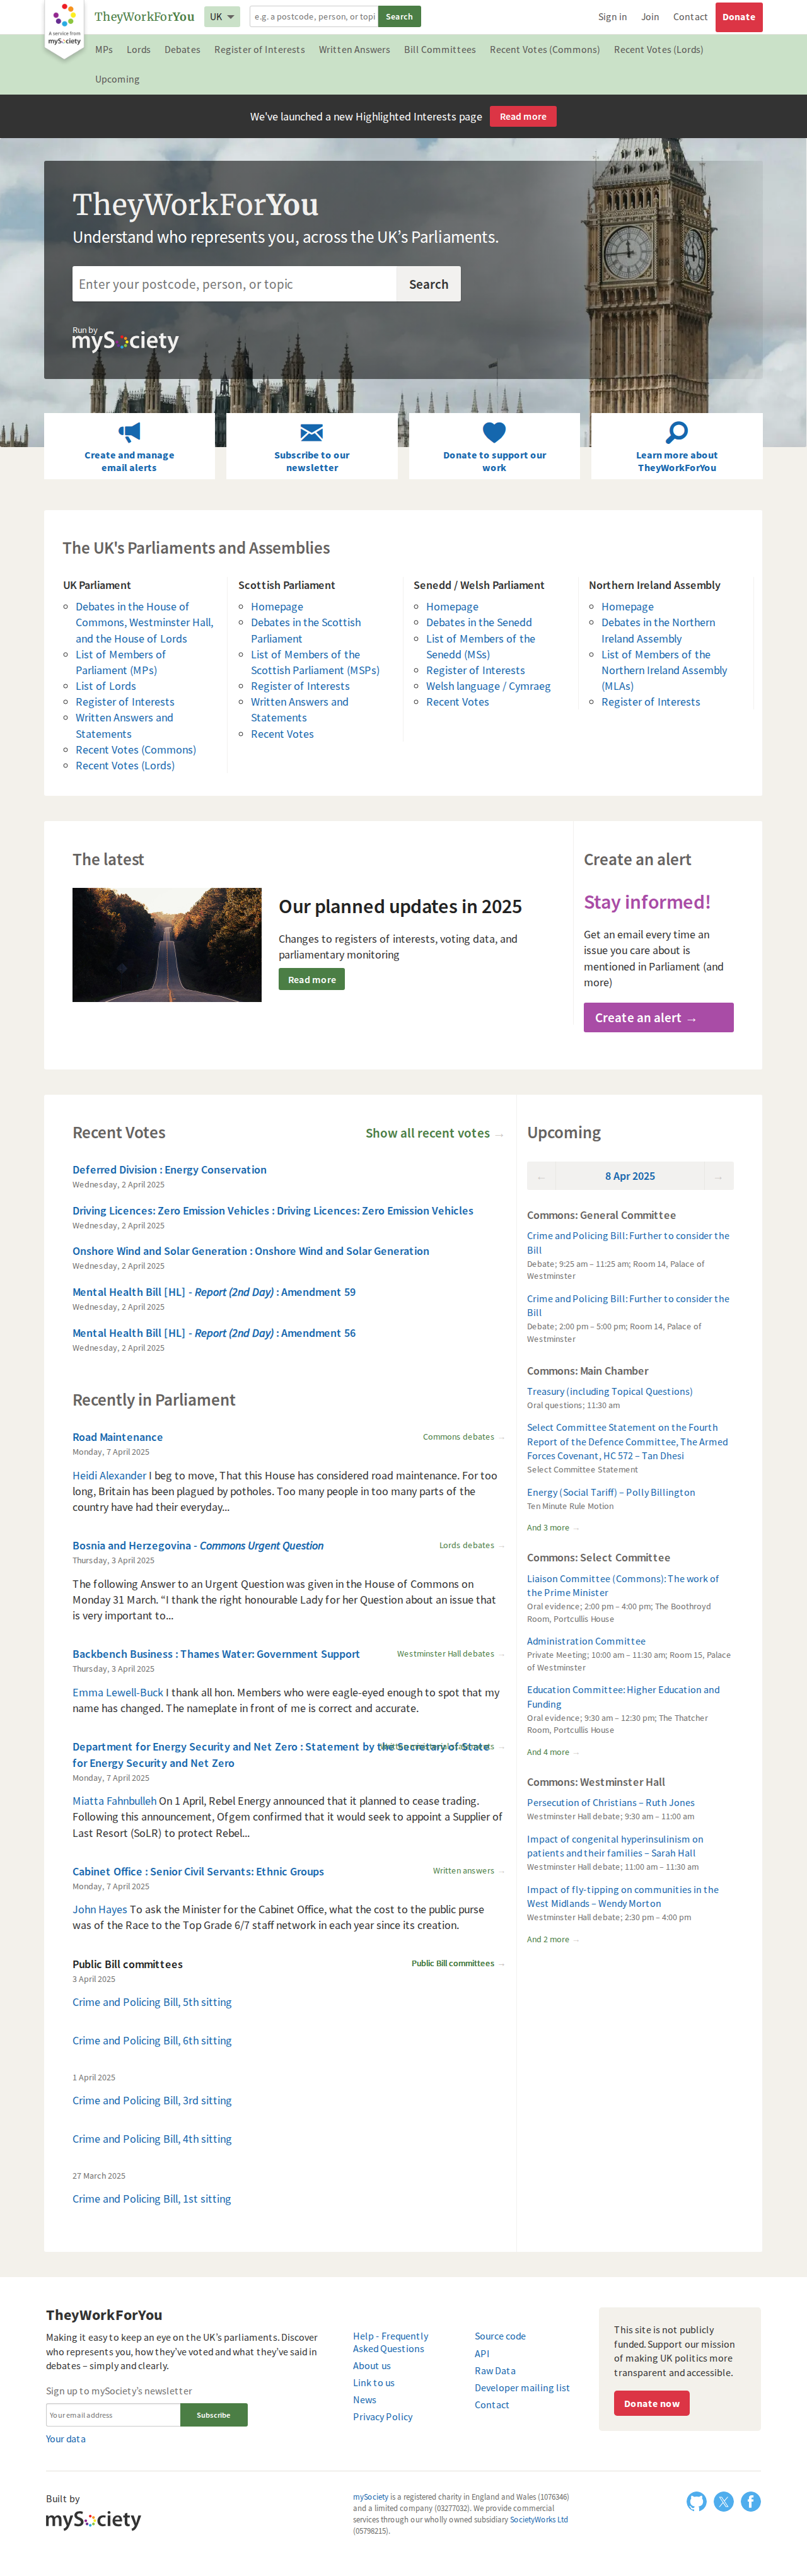 A service from
mySociety
TheyWorkForYou
UK
e.g. a postcode, person, or topi
Search
Sign in
Join
Contact
Donate
MPs
Lords
Debates
Register of Interests
Written Answers
Bill Committees
Recent Votes (Commons)
Recent Votes (Lords)
Upcoming
We've launched a new Highlighted Interests page
Read more
TheyWorkForYou
Understand who represents you, across the UK's Parliaments.
Enter your postcode, person, or topic
Search
Run by
mySociety
Create and manage
email alerts
Subscribe to our
newsletter
Donate to support our
work
Learn more about
TheyWorkForYou
The UK's Parliaments and Assemblies
UK Parliament
Debates in the House of
Commons, Westminster Hall,
and the House of Lords
List of Members of
Parliament (MPs)
List of Lords
Register of Interests
Written Answers and
Statements
Recent Votes (Commons)
Recent Votes (Lords)
Scottish Parliament
Homepage
Debates in the Scottish
Parliament
List of Members of the
Scottish Parliament (MSPs)
Register of Interests
Written Answers and
Statements
Recent Votes
Senedd / Welsh Parliament
Homepage
Debates in the Senedd
List of Members of the
Senedd (MSs)
Register of Interests
Welsh language / Cymraeg
Recent Votes
Northern Ireland Assembly
Homepage
Debates in the Northern
Ireland Assembly
List of Members of the
Northern Ireland Assembly
(MLAs)
Register of Interests
The latest
Our planned updates in 2025
Changes to registers of interests, voting data, and
parliamentary monitoring
Read more
Create an alert
Stay informed!
Get an email every time an
issue you care about is
mentioned in Parliament (and
more)
Create an alert →
Recent Votes
Show all recent votes →
Deferred Division : Energy Conservation
Wednesday, 2 April 2025
Driving Licences: Zero Emission Vehicles : Driving Licences: Zero Emission Vehicles
Wednesday, 2 April 2025
Onshore Wind and Solar Generation : Onshore Wind and Solar Generation
Wednesday, 2 April 2025
Mental Health Bill [HL] - Report (2nd Day) : Amendment 59
Wednesday, 2 April 2025
Mental Health Bill [HL] - Report (2nd Day) : Amendment 56
Wednesday, 2 April 2025
Recently in Parliament
Road Maintenance
Commons debates →
Monday, 7 April 2025
Heidi Alexander I beg to move, That this House has considered road maintenance. For too
long, Britain has been plagued by potholes. Too many people in too many parts of the
country have had their everyday...
Bosnia and Herzegovina - Commons Urgent Question
Lords debates →
Thursday, 3 April 2025
The following Answer to an Urgent Question was given in the House of Commons on
Monday 31 March. “I thank the right honourable Lady for her Question about an issue that
is very important to...
Backbench Business : Thames Water: Government Support
Westminster Hall debates →
Thursday, 3 April 2025
Emma Lewell-Buck I thank all hon. Members who were eagle-eyed enough to spot that my
name has changed. The nameplate in front of me is correct and accurate.
Department for Energy Security and Net Zero : Statement by the Secretary of State
for Energy Security and Net Zero
Monday, 7 April 2025
Miatta Fahnbulleh On 1 April, Rebel Energy announced that it planned to cease trading.
Following this announcement, Ofgem confirmed that it would seek to appoint a Supplier of
Last Resort (SoLR) to protect Rebel...
Cabinet Office : Senior Civil Servants: Ethnic Groups
Written answers →
Monday, 7 April 2025
John Hayes To ask the Minister for the Cabinet Office, what the cost to the public purse
was of the Race to the Top Grade 6/7 staff network in each year since its creation.
Public Bill committees
Public Bill committees →
3 April 2025
Crime and Policing Bill, 5th sitting
Crime and Policing Bill, 6th sitting
1 April 2025
Crime and Policing Bill, 3rd sitting
Crime and Policing Bill, 4th sitting
27 March 2025
Crime and Policing Bill, 1st sitting
Upcoming
← 8 Apr 2025 →
Commons: General Committee
Crime and Policing Bill: Further to consider the
Bill
Debate; 9:25 am – 11:25 am; Room 14, Palace of
Westminster
Crime and Policing Bill: Further to consider the
Bill
Debate; 2:00 pm – 5:00 pm; Room 14, Palace of
Westminster
Commons: Main Chamber
Treasury (including Topical Questions)
Oral questions; 11:30 am
Select Committee Statement on the Fourth
Report of the Defence Committee, The Armed
Forces Covenant, HC 572 – Tan Dhesi
Select Committee Statement
Energy (Social Tariff) – Polly Billington
Ten Minute Rule Motion
And 3 more →
Commons: Select Committee
Liaison Committee (Commons): The work of
the Prime Minister
Oral evidence; 2:00 pm – 4:00 pm; The Boothroyd
Room, Portcullis House
Administration Committee
Private Meeting; 10:00 am – 11:30 am; Room 15, Palace
of Westminster
Education Committee: Higher Education and
Funding
Oral evidence; 9:30 am – 12:30 pm; The Thatcher
Room, Portcullis House
And 4 more →
Commons: Westminster Hall
Persecution of Christians – Ruth Jones
Westminster Hall debate; 9:30 am – 11:00 am
Impact of congenital hyperinsulinism on
patients and their families – Sarah Hall
Westminster Hall debate; 11:00 am – 11:30 am
Impact of fly-tipping on communities in the
West Midlands – Wendy Morton
Westminster Hall debate; 2:30 pm – 4:00 pm
And 2 more →
TheyWorkForYou
Making it easy to keep an eye on the UK's parliaments. Discover
who represents you, how they've voted and what they've said in
debates – simply and clearly.
Sign up to mySociety's newsletter
Your email address
Subscribe
Your data
Help - Frequently
Asked Questions
About us
Link to us
News
Privacy Policy
Source code
API
Raw Data
Developer mailing list
Contact
This site is not publicly
funded. Support our mission
of making UK politics more
transparent and accessible.
Donate now
Built by
mySociety
mySociety is a registered charity in England and Wales (1076346)
and a limited company (03277032). We provide commercial
services through our wholly owned subsidiary SocietyWorks Ltd
(05798215).